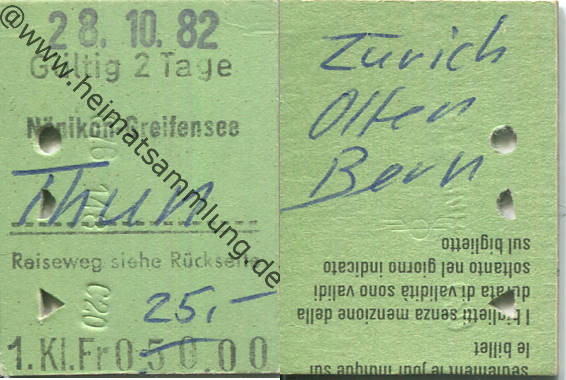 28.10.82
Gültig 2 Tage
Nänikon-Greifensee
Thun
Reiseweg siehe Rückseite
25,-
1.Kl.Fr 050.00
Zürich
Olten
Bern
sul biglietto
soltanto nel giorno indicato
durata di validità sono validi
I biglietti senza menzione della
le billet
seulement le jour indiqué sur
@www.heimatsammlung.de